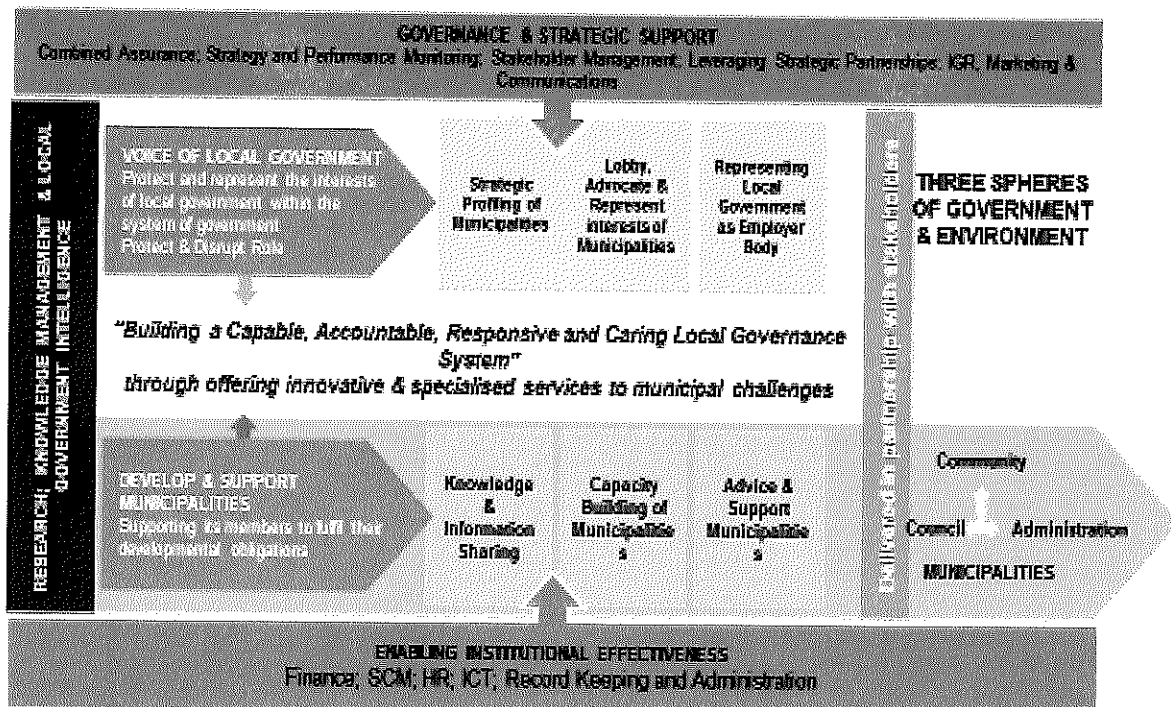 GOVERNANCE & STRATEGIC SUPPORT
Combined Assurance; Strategy and Performance Monitoring; Stakeholder Management; Leveraging Strategic Partnerships; IGR; Marketing &
Communications
RESEARCH; KNOWLEDGE MANAGEMENT & LOCAL
GOVERNMENT INTELLIGENCE
VOICE OF LOCAL GOVERNMENT
Protect and represent the interests
of local government within the
system of government
Protect & Disrupt Role
Strategic
Profiling of
Municipalities
Lobby,
Advocate &
Represent
interests of
Municipalities
Representing
Local
Government
as Employer
Body
THREE SPHERES
OF GOVERNMENT
& ENVIRONMENT
"Building a Capable, Accountable, Responsive and Caring Local Governance
System"
through offering innovative & specialised services to municipal challenges
DEVELOP & SUPPORT
MUNICIPALITIES
Supporting its members to fulfil their
developmental obligations
Knowledge
&
Information
Sharing
Capacity
Building of
Municipalitie
s
Advice &
Support
Municipalitie
s
in partnership with stakeholders
Community
Council
Administration
MUNICIPALITIES
ENABLING INSTITUTIONAL EFFECTIVENESS
Finance; SCM; HR; ICT; Record Keeping and Administration